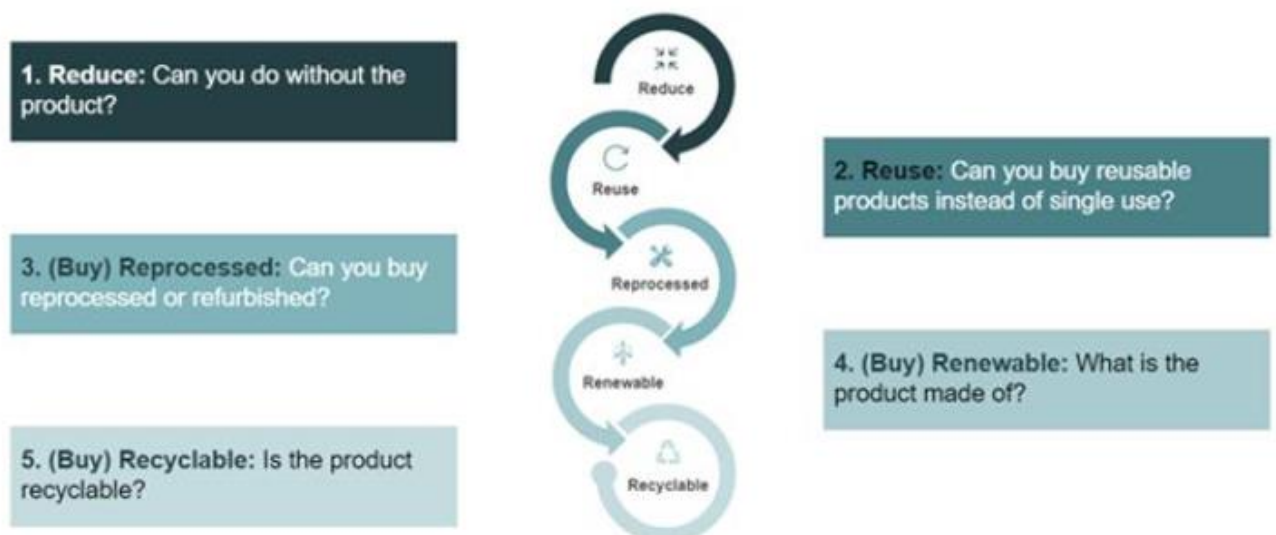 1. Reduce: Can you do without the
product?
Reduce
Reuse
2. Reuse: Can you buy reusable
products instead of single use?
3. (Buy) Reprocessed: Can you buy
reprocessed or refurbished?
Reprocessed
Renewable
4. (Buy) Renewable: What is the
product made of?
5. (Buy) Recyclable: Is the product
recyclable?
Recyclable